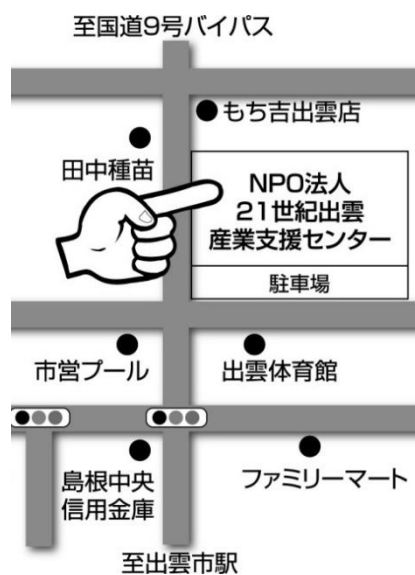 至国道9号バイパス
もち吉出雲店
田中種苗
NPO法人
21世紀出雲
産業支援センター
駐車場
市営プール
出雲体育館
島根中央
信用金庫
ファミリーマート
至出雲市駅